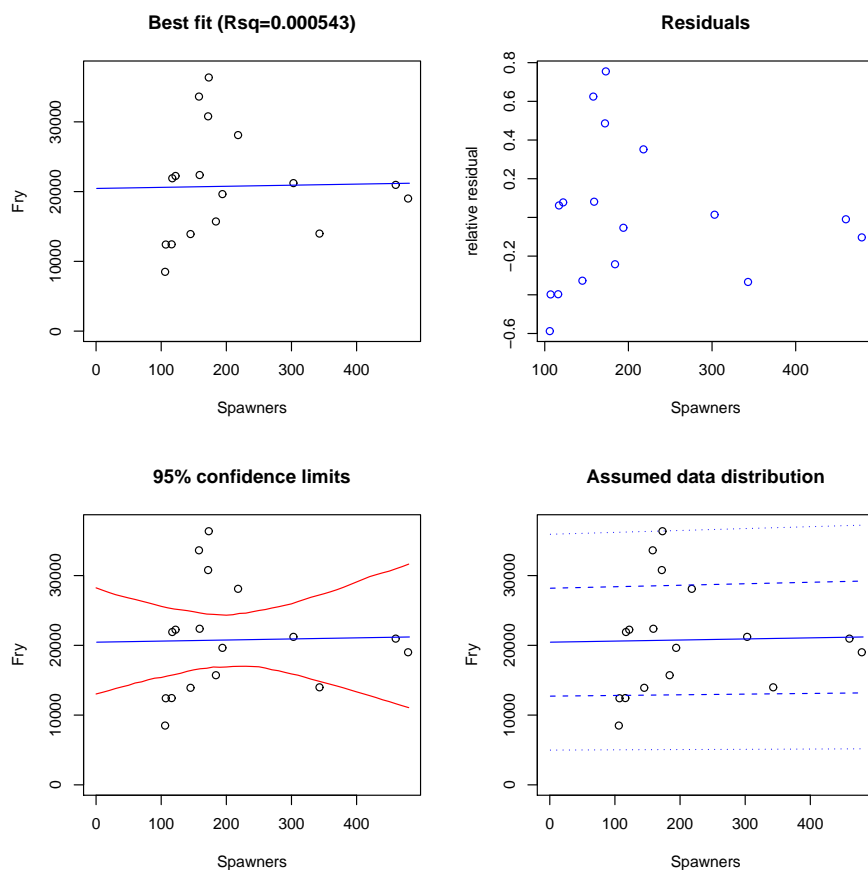 Best fit (Rsq=0.000543)
Fry
30000
20000
10000
0
0 100 200 300 400
Spawners
Residuals
relative residual
0.8
0.6
0.4
0.2
−0.2
−0.6
100 200 300 400
Spawners
95% confidence limits
Fry
30000
20000
10000
0
0 100 200 300 400
Spawners
Assumed data distribution
Fry
30000
20000
10000
0
0 100 200 300 400
Spawners